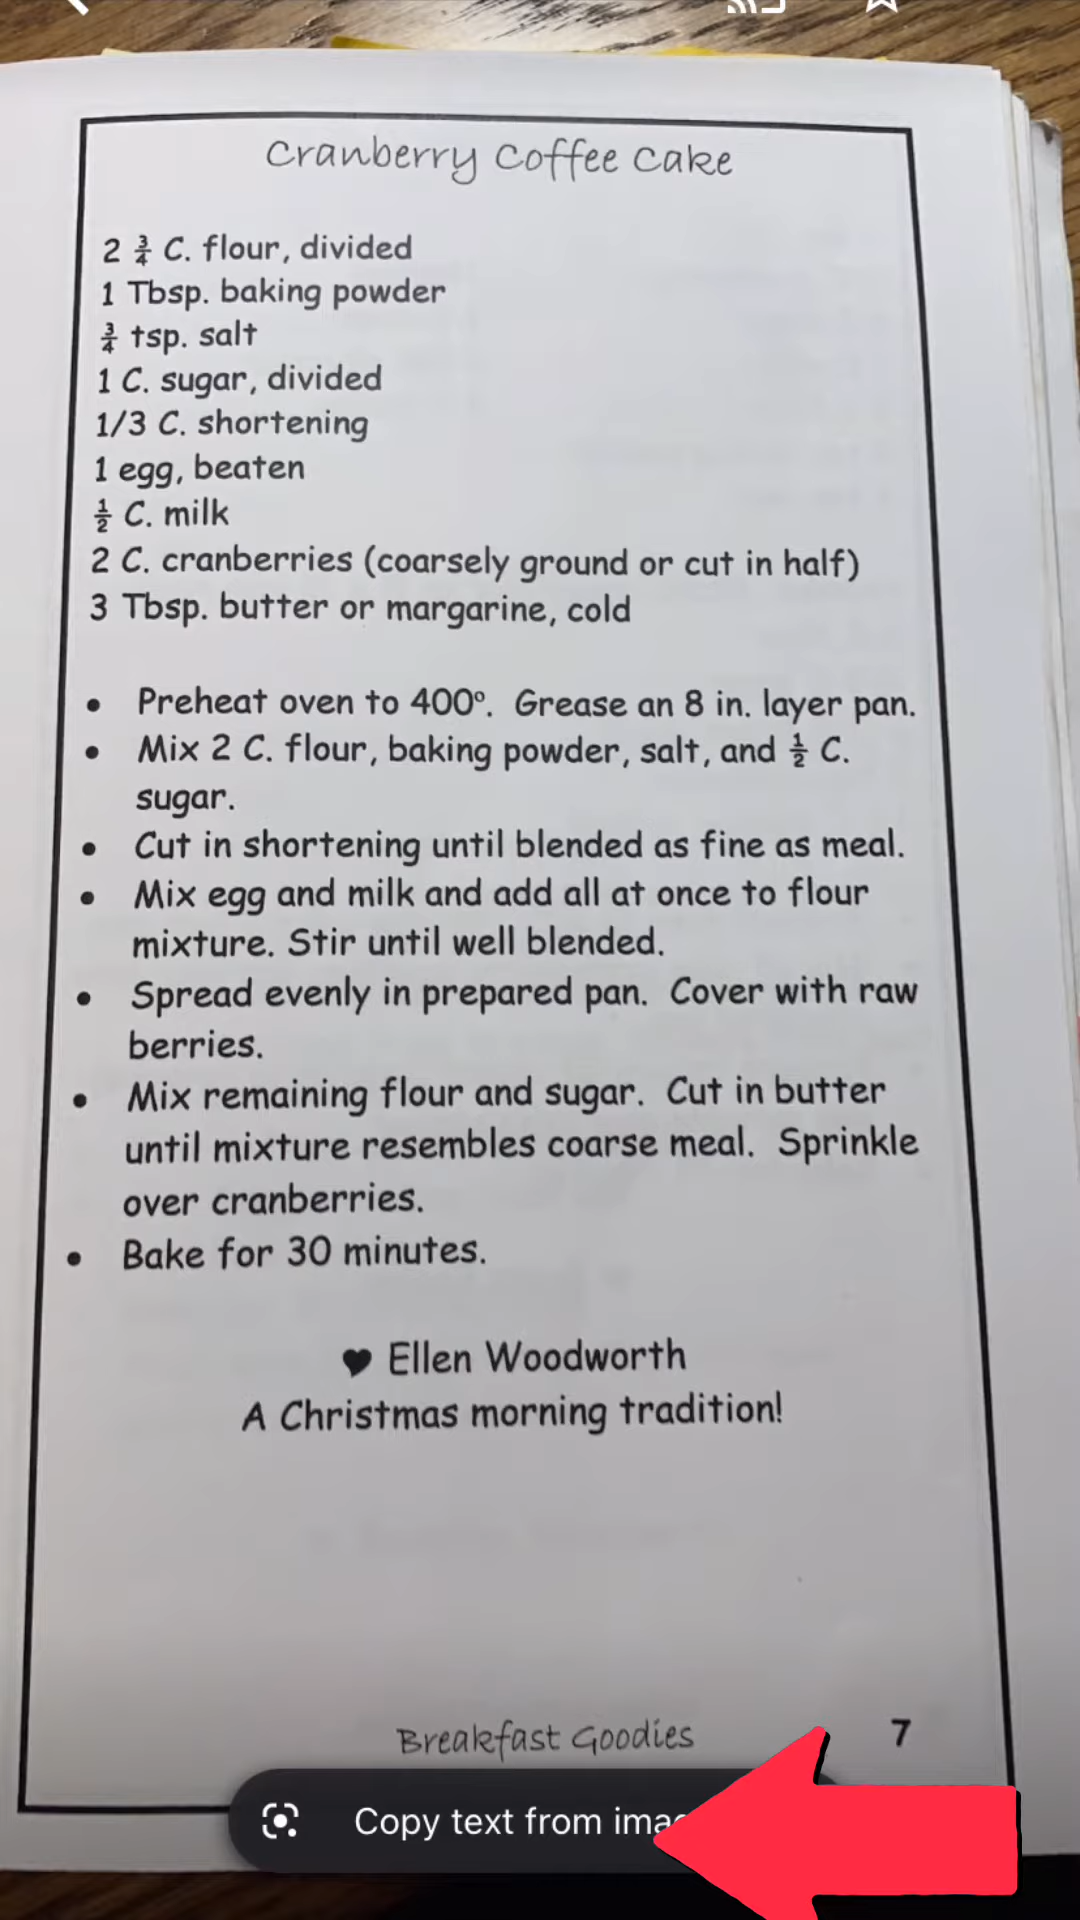 Cranberry Coffee Cake
2 ¾ C. flour, divided
1 Tbsp. baking powder
¾ tsp. salt
1 C. sugar, divided
1/3 C. shortening
1 egg, beaten
½ C. milk
2 C. cranberries (coarsely ground or cut in half)
3 Tbsp. butter or margarine, cold
• Preheat oven to 400º. Grease an 8 in. layer pan.
• Mix 2 C. flour, baking powder, salt, and ½ C.
sugar.
• Cut in shortening until blended as fine as meal.
• Mix egg and milk and add all at once to flour
mixture. Stir until well blended.
• Spread evenly in prepared pan. Cover with raw
berries.
• Mix remaining flour and sugar. Cut in butter
until mixture resembles coarse meal. Sprinkle
over cranberries.
• Bake for 30 minutes.
♥ Ellen Woodworth
A Christmas morning tradition!
Breakfast Goodies 7
Copy text from